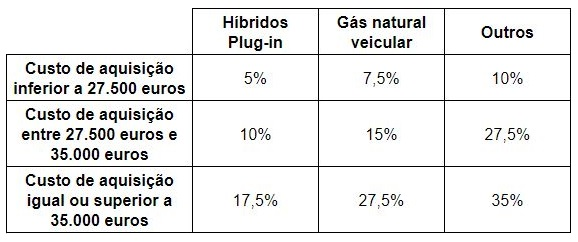 Híbridos
Plug-in
Gás natural
veicular
Outros
Custo de aquisição
inferior a 27.500 euros
5%
7,5%
10%
Custo de aquisição
entre 27.500 euros e
35.000 euros
10%
15%
27,5%
Custo de aquisição
igual ou superior a
35.000 euros
17,5%
27,5%
35%